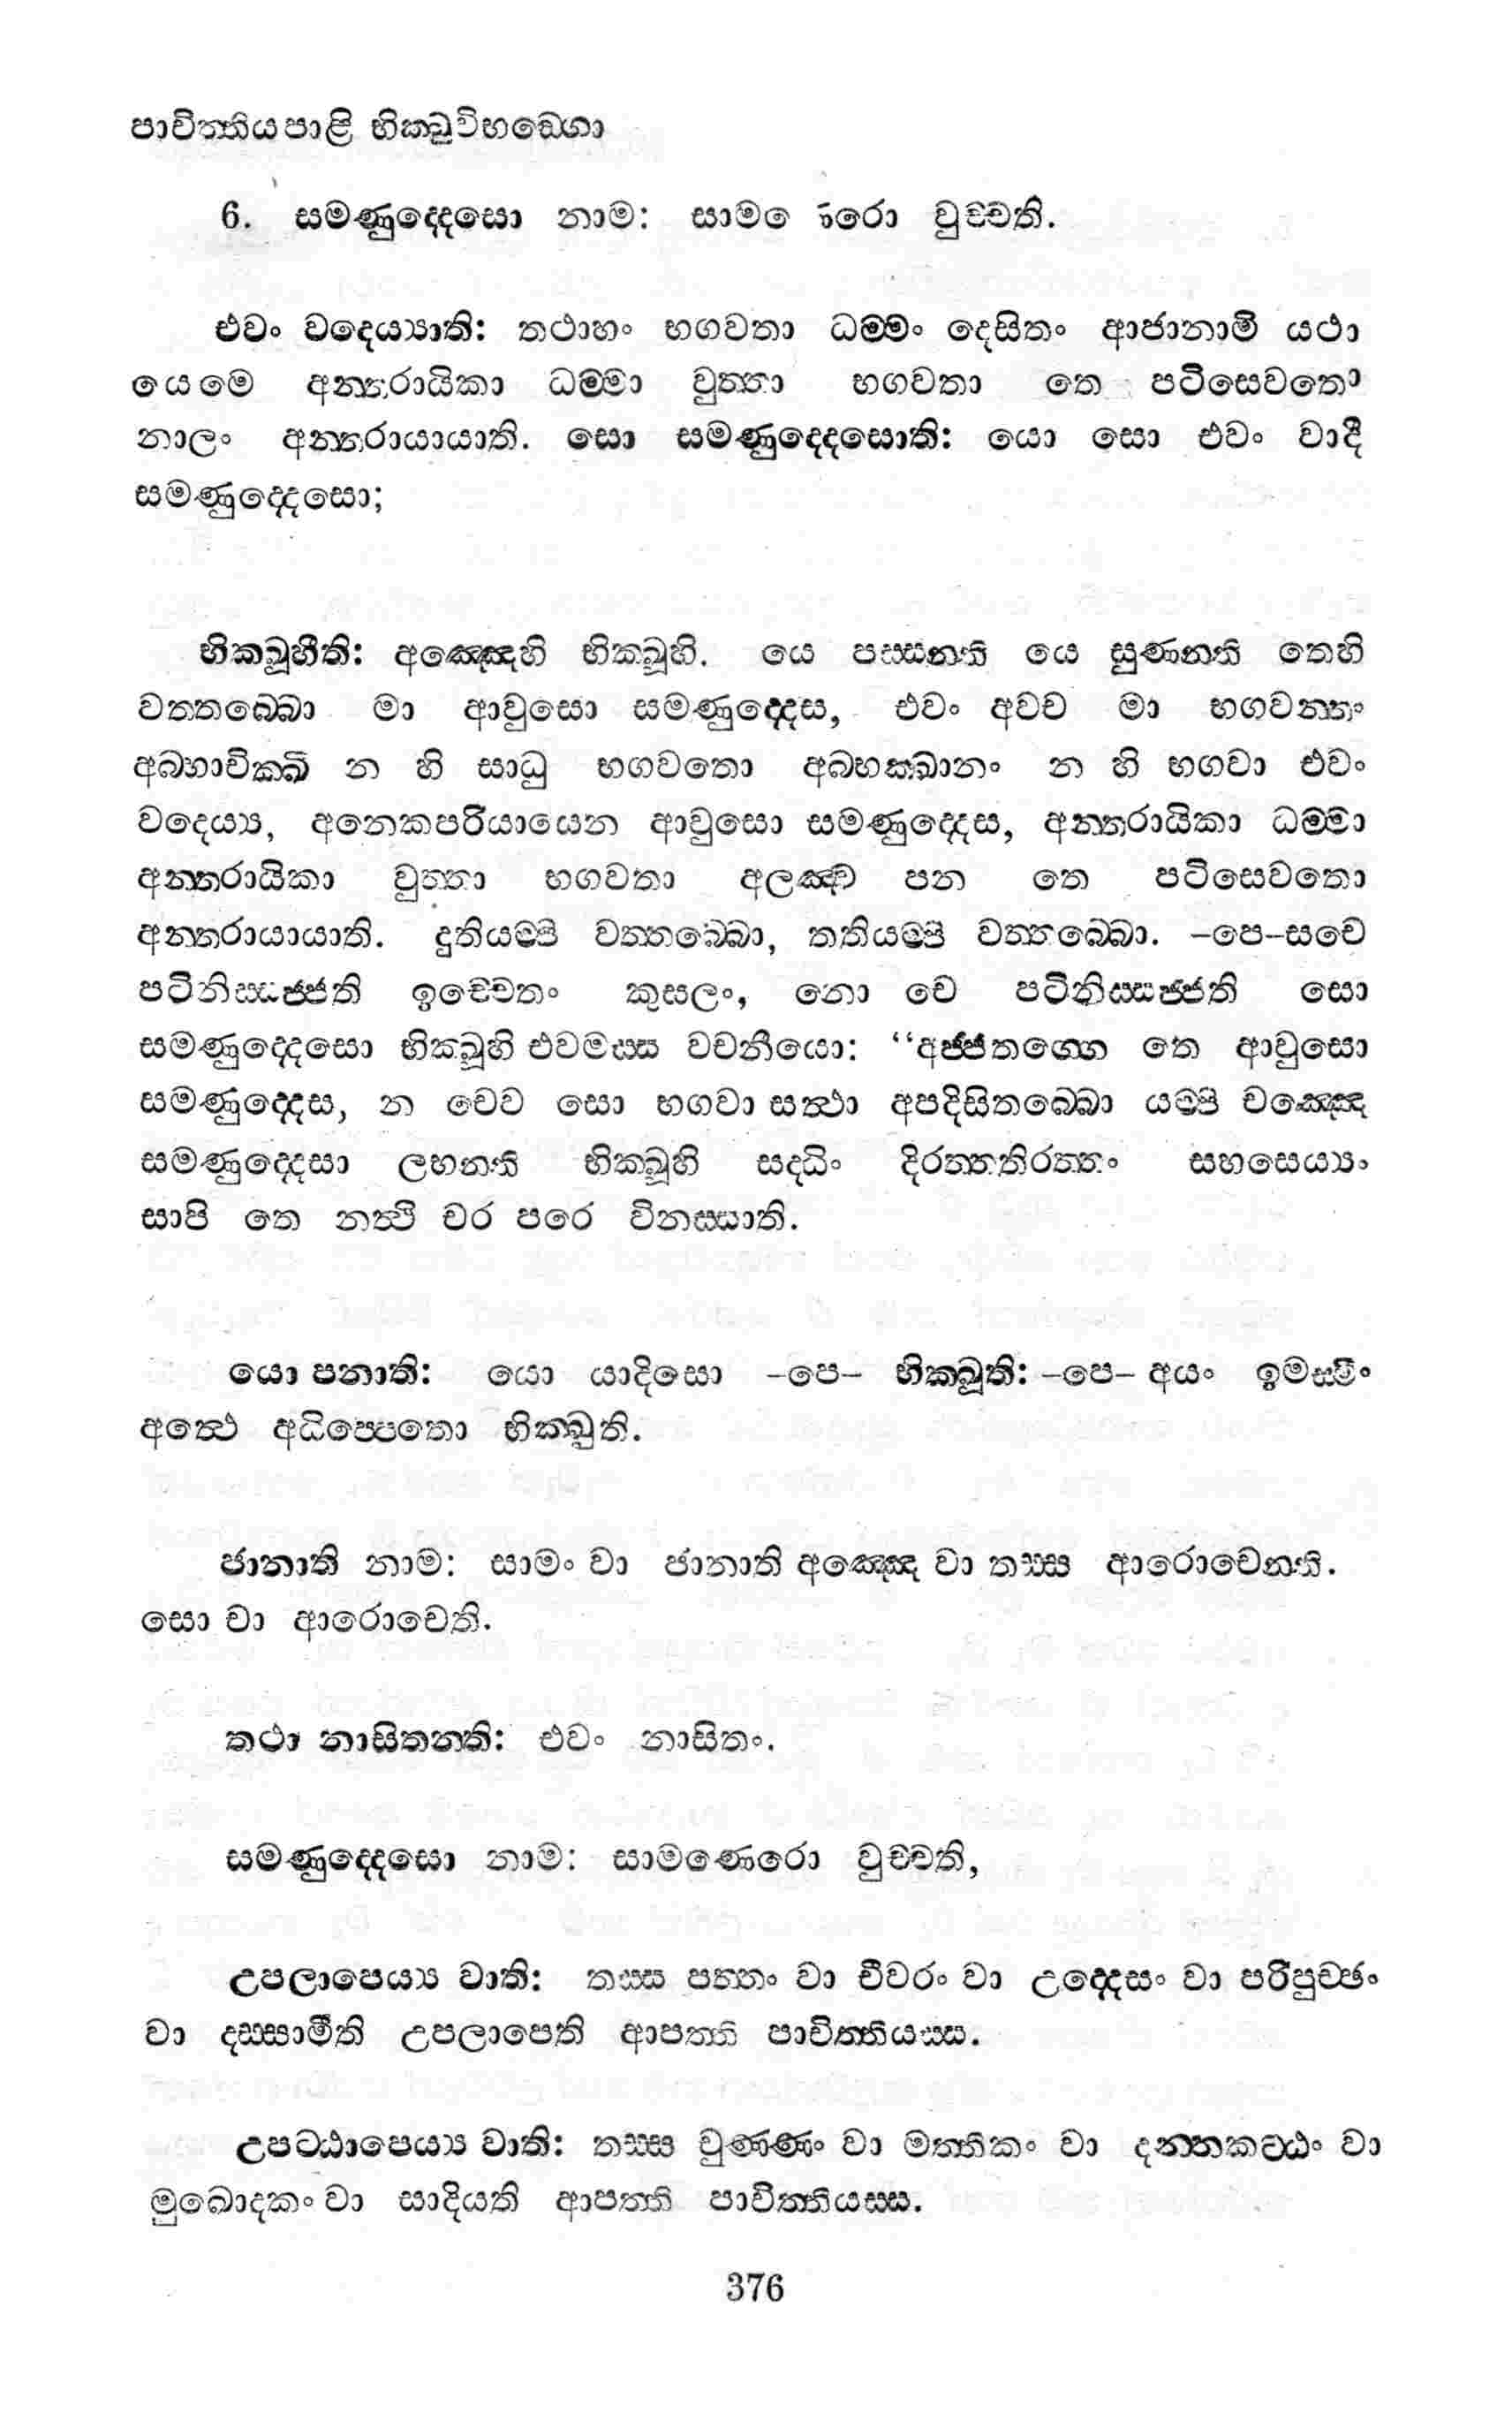 පාචිත්තියපාළි භික්ඛුවිභඞ්ගො
6. සමණුද්දෙසො නාම: සාමණෙරො වුච්චති.
එවං වදෙය්‍යාති: තථාහං භගවතා ධම්මං දෙසිතං ආජානාමි යථා
යෙමෙ අන්තරායිකා ධම්මා වුත්තා භගවතා තෙ පටිසෙවතො
නාලං අන්තරායායාති. සො සමණුද්දෙසොති: යො සො එවං වාදී
සමණුද්දෙසො;
භික්ඛූහීති: අඤ්ඤෙහි භික්ඛූහි. යෙ පස්සන්ති යෙ සුණන්ති තෙහි
වත්තබ්බො මා ආවුසො සමණුද්දෙස, එවං අවච මා භගවන්තං
අබ්භාචික්ඛි න හි සාධු භගවතො අබ්භක්ඛානං න හි භගවා එවං
වදෙය්‍ය, අනෙකපරියායෙන ආවුසො සමණුද්දෙස, අන්තරායිකා ධම්මා
අන්තරායිකා වුත්තා භගවතා අලඤ්ච පන තෙ පටිසෙවතො
අන්තරායායාති. දුතියම්පි වත්තබ්බො, තතියම්පි වත්තබ්බො. –පෙ–සචෙ
පටිනිස්සජ්ජති ඉච්චෙතං කුසලං, නො චෙ පටිනිස්සජ්ජති සො
සමණුද්දෙසො භික්ඛූහි එවමස්ස වචනීයො: “අජ්ජතග්ගෙ තෙ ආවුසො
සමණුද්දෙස, න චෙව සො භගවා සත්ථා අපදිසිතබ්බො යම්පි චඤ්ඤෙ
සමණුද්දෙසා ලභන්ති භික්ඛූහි සද්ධිං දිරත්තතිරත්තං සහසෙය්‍යං
සාපි තෙ නත්ථි චර පරෙ විනස්සාති.
යො පනාති: යො යාදිසො –පෙ– භික්ඛූති: –පෙ– අයං ඉමස්මිං
අත්ථෙ අධිප්පෙතො භික්ඛුති.
ජානාති නාම: සාමං වා ජානාති අඤ්ඤෙ වා තස්ස ආරොචෙන්ති.
සො වා ආරොචෙති.
තථා නාසිතන්ති: එවං නාසිතං.
සමණුද්දෙසො නාම: සාමණෙරො වුච්චති,
උපලාපෙය්‍ය වාති: තස්ස පත්තං වා චීවරං වා උද්දෙසං වා පරිපුච්ඡං
වා දස්සාමීති උපලාපෙති ආපත්ති පාචිත්තියස්ස.
උපට්ඨාපෙය්‍ය වාති: තස්ස චුණ්ණං වා මත්තිකං වා දන්තකට්ඨං වා
මුඛොදකං වා සාදියති ආපත්ති පාචිත්තියස්ස.
376